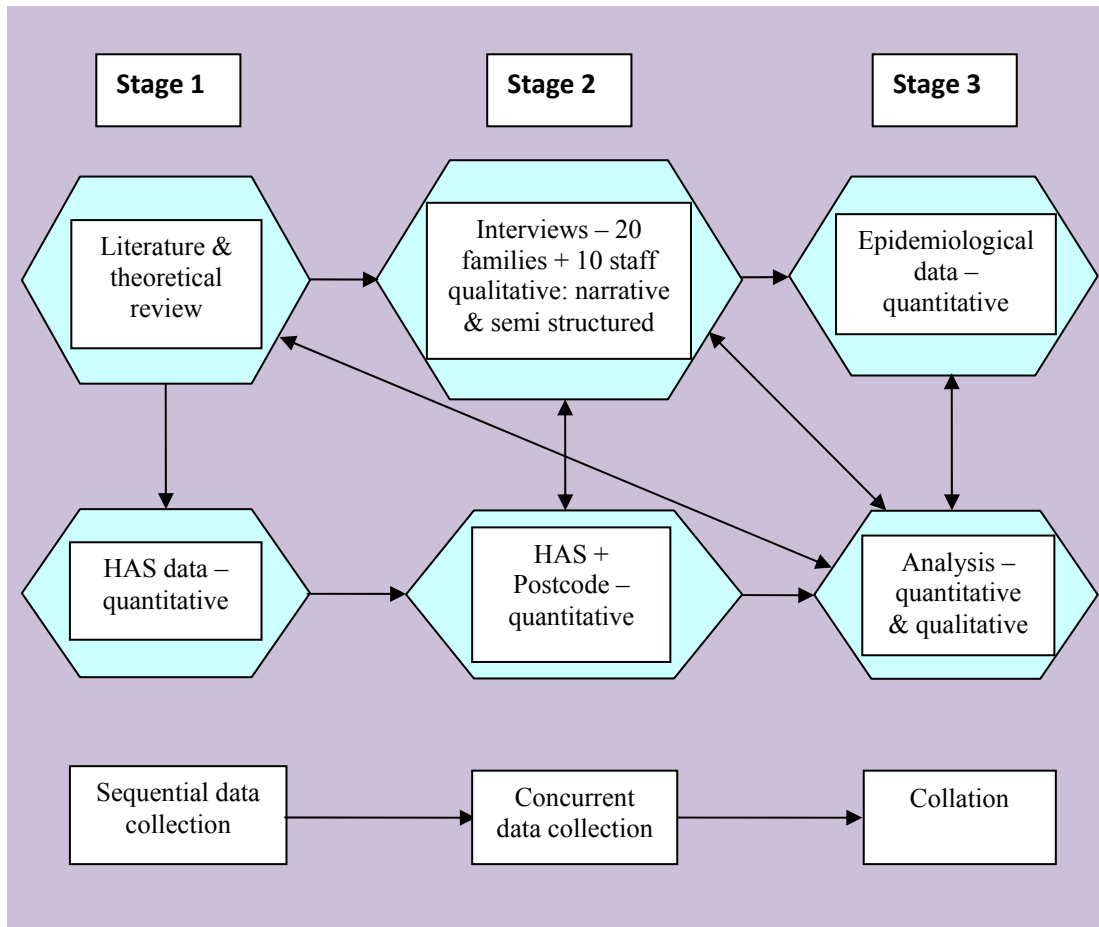 Stage 1
Stage 2
Stage 3
Literature &
theoretical
review
Interviews – 20
families + 10 staff
qualitative: narrative
& semi structured
Epidemiological
data –
quantitative
HAS data –
quantitative
HAS +
Postcode –
quantitative
Analysis –
quantitative
& qualitative
Sequential data
collection
Concurrent
data collection
Collation